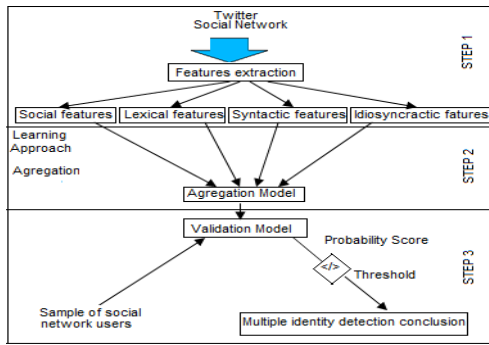 Twitter
Social Network
STEP 1
Features extraction
Social features
Lexical features
Syntactic features
Idiosyncractic fatures
Learning
Approach
Agregation
STEP 2
Agregation Model
Validation Model
Probability Score
</>
Threshold
STEP 3
Sample of social
network users
Multiple identity detection conclusion